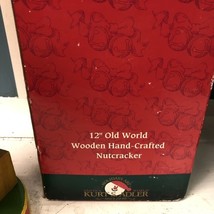 12" Old World
Wooden Hand-Crafted
Nutcracker
KURT ADLER